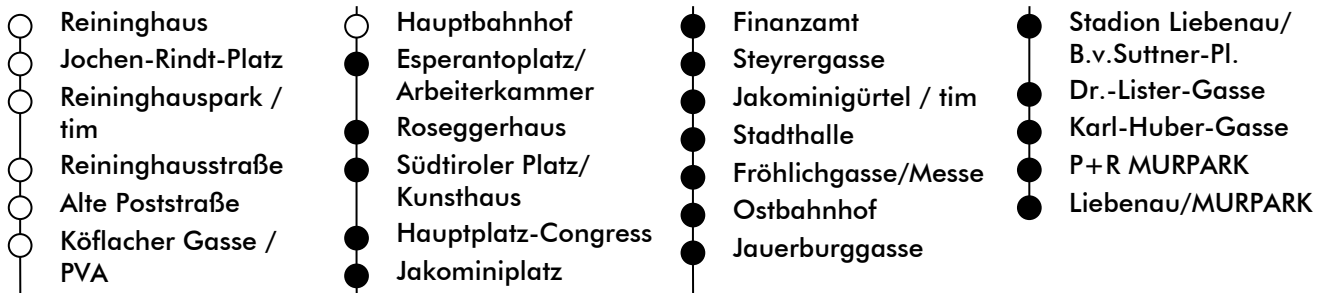 Reininghaus
Jochen-Rindt-Platz
Reininghauspark /
tim
Reininghausstraße
Alte Poststraße
Köflacher Gasse /
PVA
Hauptbahnhof
Esperantoplatz/
Arbeiterkammer
Roseggerhaus
Südtiroler Platz/
Kunsthaus
Hauptplatz-Congress
Jakominiplatz
Finanzamt
Steyrergasse
Jakominigürtel / tim
Stadthalle
Fröhlichgasse/Messe
Ostbahnhof
Jauerburggasse
Stadion Liebenau/
B.v.Suttner-Pl.
Dr.-Lister-Gasse
Karl-Huber-Gasse
P+R MURPARK
Liebenau/MURPARK